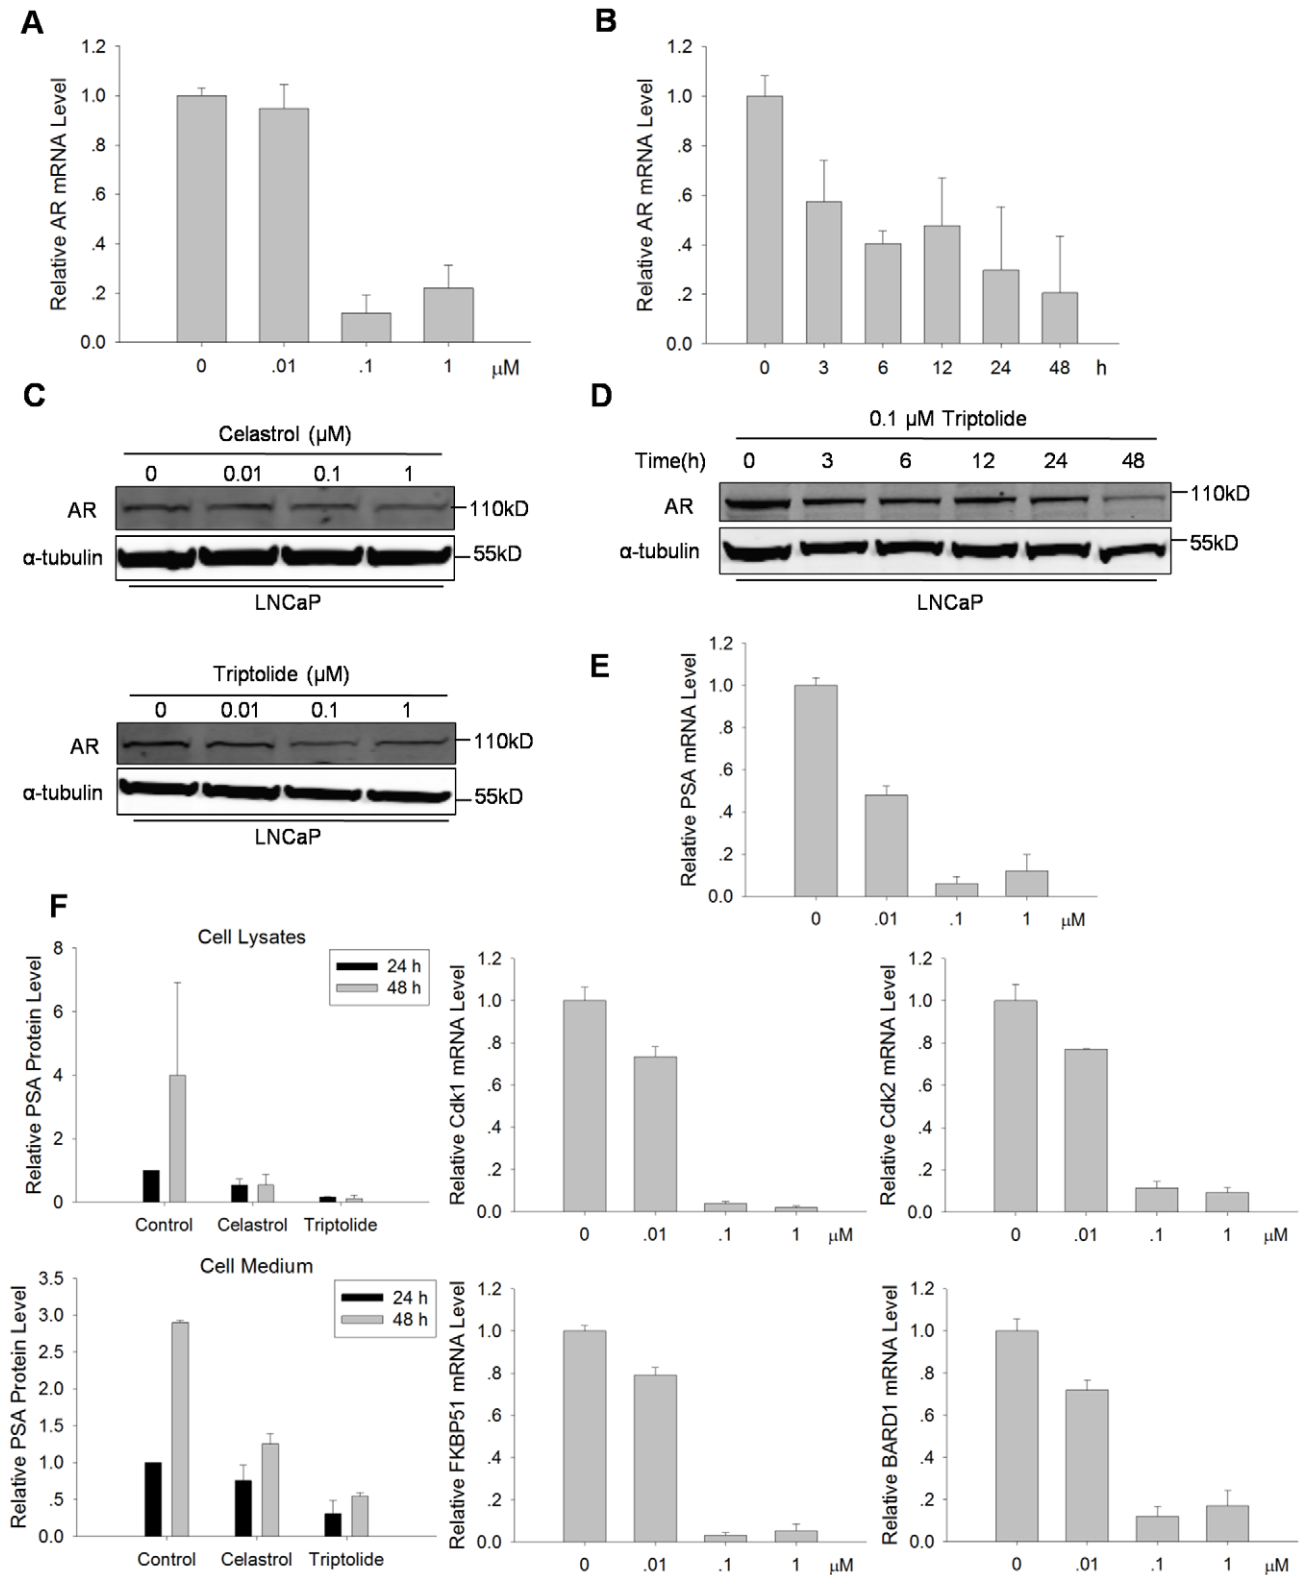 A
Relative AR mRNA Level
1.2
1.0
.8
.6
.4
.2
0.0
0 .01 .1 1 µM
B
Relative AR mRNA Level
1.2
1.0
.8
.6
.4
.2
0.0
0 3 6 12 24 48 h
C
Celastrol (µM)
0 0.01 0.1 1
AR 110kD
α-tubulin 55kD
LNCaP
Triptolide (µM)
0 0.01 0.1 1
AR 110kD
α-tubulin 55kD
LNCaP
D
0.1 µM Triptolide
Time(h) 0 3 6 12 24 48
AR 110kD
α-tubulin 55kD
LNCaP
E
Relative PSA mRNA Level
1.2
1.0
.8
.6
.4
.2
0.0
0 .01 .1 1 µM
F
Cell Lysates
Relative PSA Protein Level
8
6
4
2
0
24 h
48 h
Control Celastrol Triptolide
Relative Cdk1 mRNA Level
1.2
1.0
.8
.6
.4
.2
0.0
0 .01 .1 1 µM
Relative Cdk2 mRNA Level
1.2
1.0
.8
.6
.4
.2
0.0
0 .01 .1 1 µM
Cell Medium
Relative PSA Protein Level
3.5
3.0
2.5
2.0
1.5
1.0
.5
0.0
24 h
48 h
Control Celastrol Triptolide
Relative FKBP51 mRNA Level
1.2
1.0
.8
.6
.4
.2
0.0
0 .01 .1 1 µM
Relative BARD1 mRNA Level
1.2
1.0
.8
.6
.4
.2
0.0
0 .01 .1 1 µM